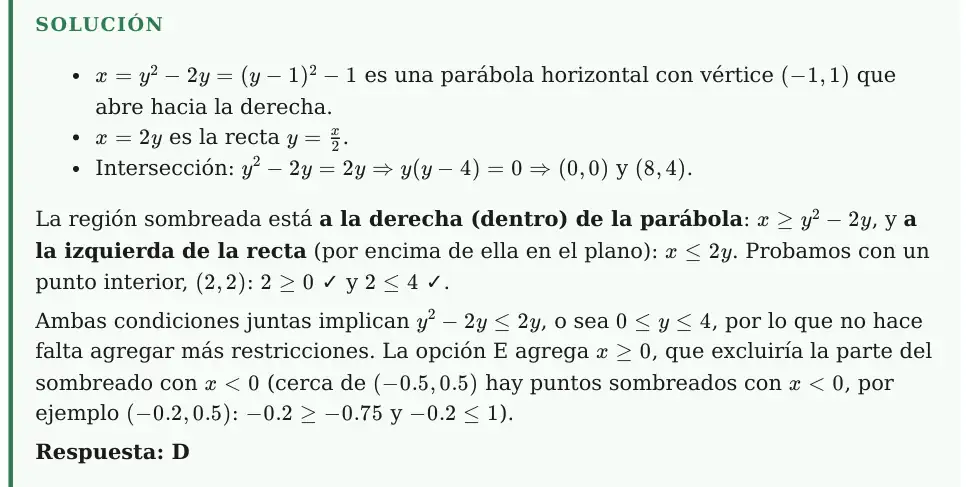 SOLUCIÓN
• x = y² − 2y = (y − 1)² − 1 es una parábola horizontal con vértice (−1, 1) que
abre hacia la derecha.
• x = 2y es la recta y = x/2.
• Intersección: y² − 2y = 2y ⇒ y(y − 4) = 0 ⇒ (0, 0) y (8, 4).
La región sombreada está a la derecha (dentro) de la parábola: x ≥ y² − 2y, y a
la izquierda de la recta (por encima de ella en el plano): x ≤ 2y. Probamos con un
punto interior, (2, 2): 2 ≥ 0 ✓ y 2 ≤ 4 ✓.
Ambas condiciones juntas implican y² − 2y ≤ 2y, o sea 0 ≤ y ≤ 4, por lo que no hace
falta agregar más restricciones. La opción E agrega x ≥ 0, que excluiría la parte del
sombreado con x < 0 (cerca de (−0.5, 0.5) hay puntos sombreados con x < 0, por
ejemplo (−0.2, 0.5): −0.2 ≥ −0.75 y −0.2 ≤ 1).
Respuesta: D